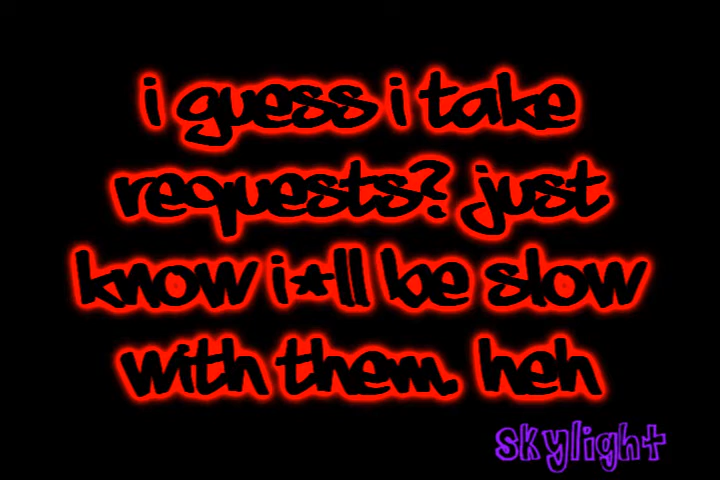 i guess i take
requests? just
know i*ll be slow
with them. heh
skylight